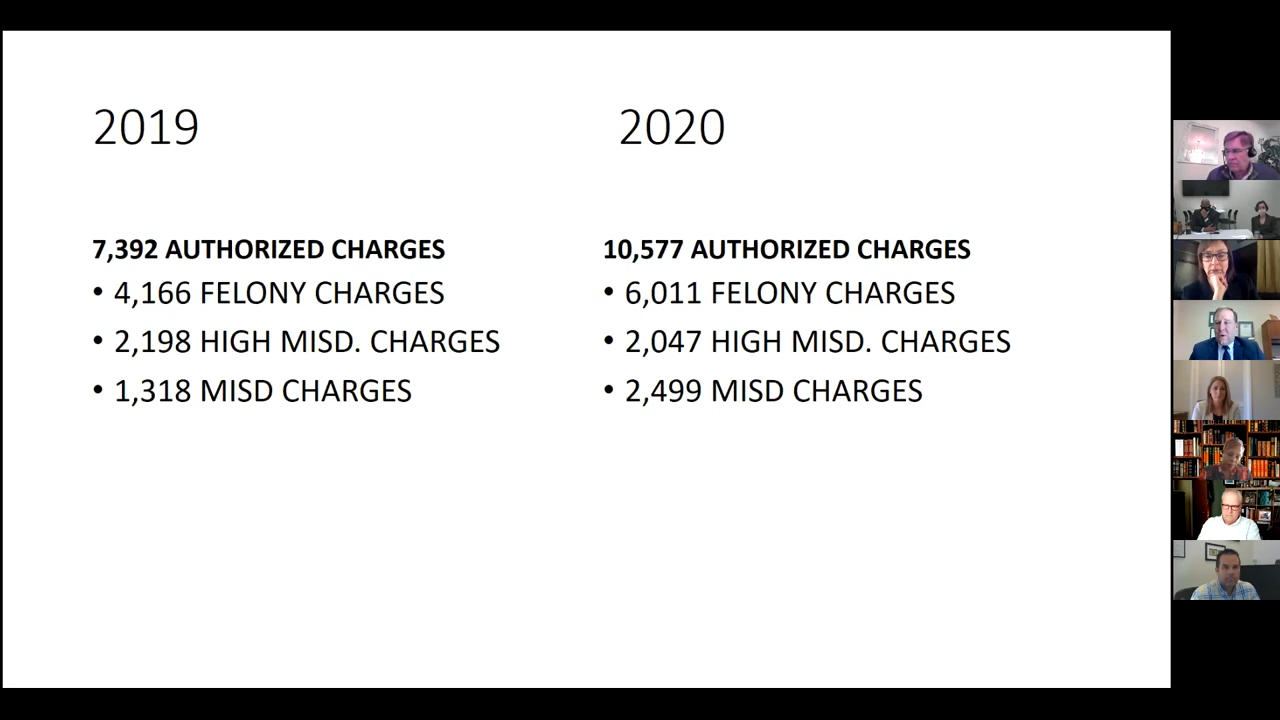 2019
7,392 AUTHORIZED CHARGES
• 4,166 FELONY CHARGES
• 2,198 HIGH MISD. CHARGES
• 1,318 MISD CHARGES
2020
10,577 AUTHORIZED CHARGES
• 6,011 FELONY CHARGES
• 2,047 HIGH MISD. CHARGES
• 2,499 MISD CHARGES